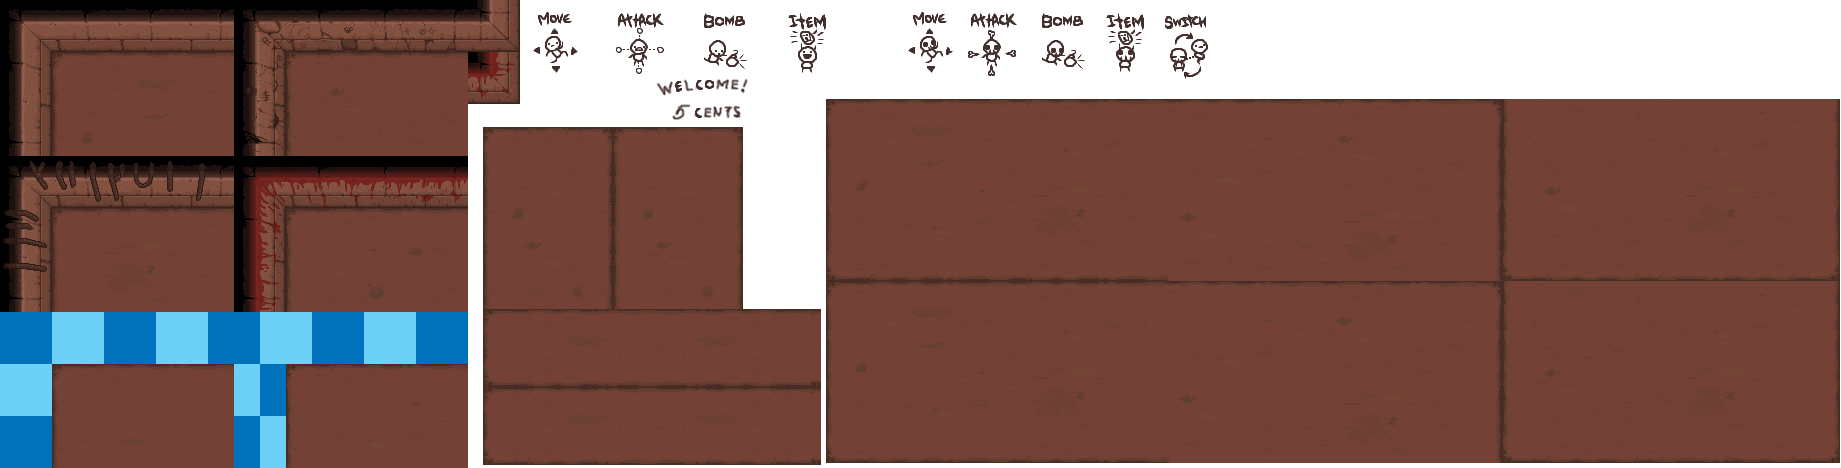 MOVE ATTACK BOMB ITEM MOVE ATTACK BOMB ITEM SWITCH
WELCOME!
5 CENTS